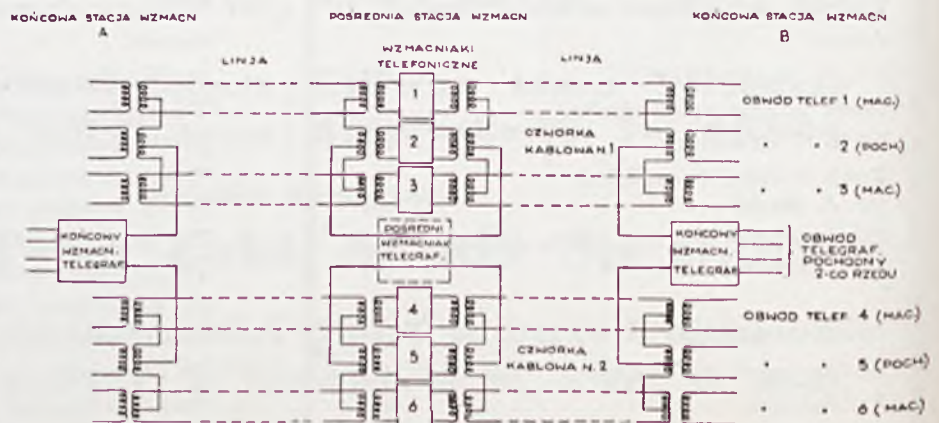 KOŃCOWA STACJA WZMACN
A
POŚREDNIA STACJA WZMACN
KOŃCOWA STACJA WZMACN
B
LINJA
WZMACNIAKI
TELEFONICZNE
LINJA
1
OBWÓD TELEF 1 (MAC.)
2
CZWÓRKA
KABLOWA N 1
" " 2 (POCH)
3
" " 3 (MAC)
KOŃCOWY
WZMACN.
TELEGRAF
POŚREDNI
WZMACNIAK
TELEGRAF.
KOŃCOWY
WZMACN.
TELEGRAF
OBWÓD
TELEGRAF.
POCHODNY
2-GO RZĘDU
4
OBWÓD TELEF 4 (MAC.)
5
CZWÓRKA
KABLOWA N. 2
" " 5 (POCH)
6
" " 6 (MAC)